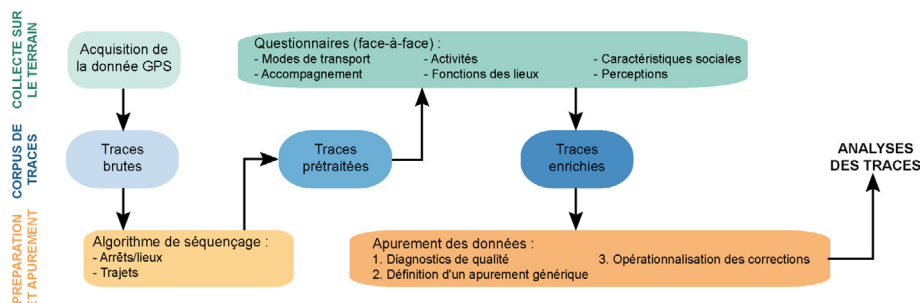 COLLECTE SUR
LE TERRAIN
Acquisition de
la donnée GPS
Questionnaires (face-à-face) :
- Modes de transport
- Accompagnement
- Activités
- Fonctions des lieux
- Caractéristiques sociales
- Perceptions
CORPUS DE
TRACES
Traces
brutes
Traces
prétraitées
Traces
enrichies
ANALYSES
DES TRACES
PREPARATION
ET APUREMENT
Algorithme de séquençage :
- Arrêts/lieux
- Trajets
Apurement des données :
1. Diagnostics de qualité
2. Définition d'un apurement générique
3. Opérationnalisation des corrections